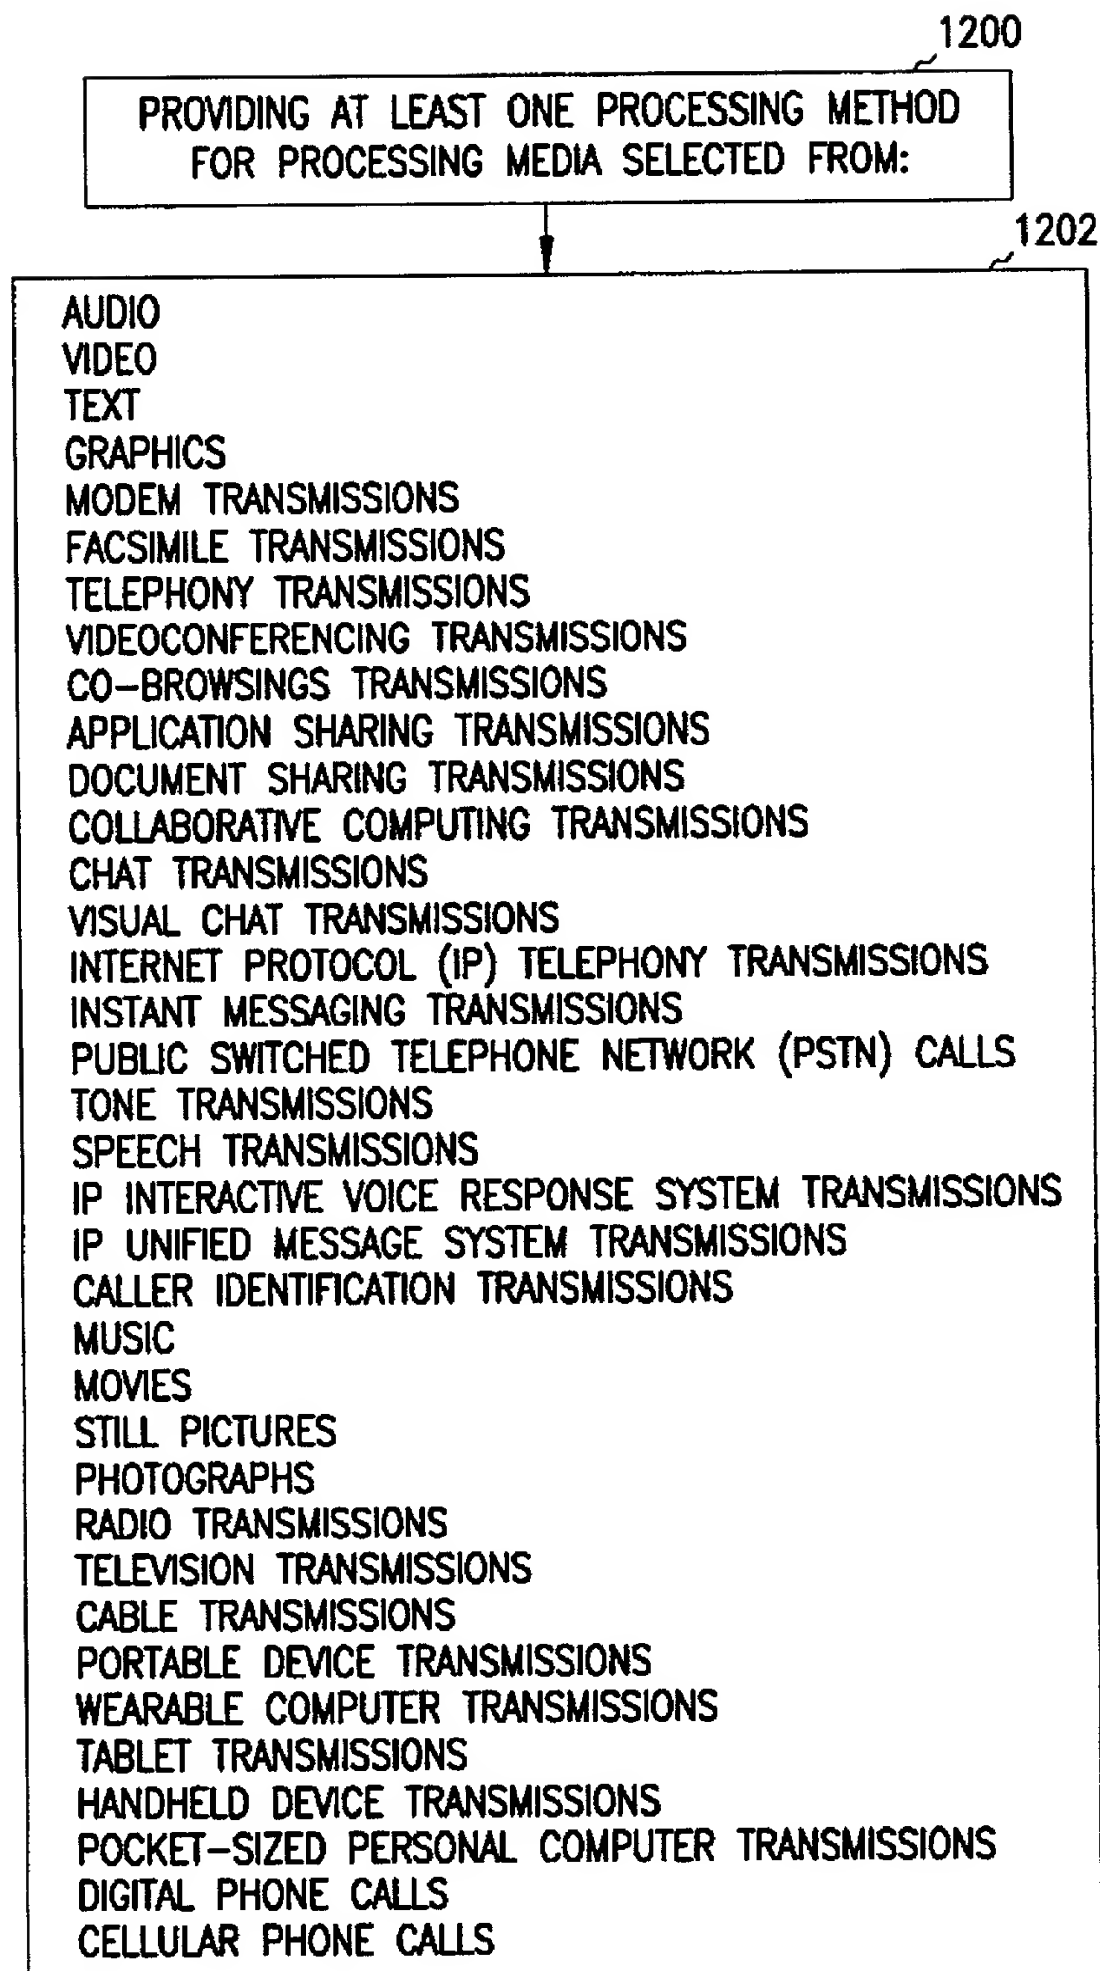 1200
PROVIDING AT LEAST ONE PROCESSING METHOD
FOR PROCESSING MEDIA SELECTED FROM:
1202
AUDIO
VIDEO
TEXT
GRAPHICS
MODEM TRANSMISSIONS
FACSIMILE TRANSMISSIONS
TELEPHONY TRANSMISSIONS
VIDEOCONFERENCING TRANSMISSIONS
CO-BROWSINGS TRANSMISSIONS
APPLICATION SHARING TRANSMISSIONS
DOCUMENT SHARING TRANSMISSIONS
COLLABORATIVE COMPUTING TRANSMISSIONS
CHAT TRANSMISSIONS
VISUAL CHAT TRANSMISSIONS
INTERNET PROTOCOL (IP) TELEPHONY TRANSMISSIONS
INSTANT MESSAGING TRANSMISSIONS
PUBLIC SWITCHED TELEPHONE NETWORK (PSTN) CALLS
TONE TRANSMISSIONS
SPEECH TRANSMISSIONS
IP INTERACTIVE VOICE RESPONSE SYSTEM TRANSMISSIONS
IP UNIFIED MESSAGE SYSTEM TRANSMISSIONS
CALLER IDENTIFICATION TRANSMISSIONS
MUSIC
MOVIES
STILL PICTURES
PHOTOGRAPHS
RADIO TRANSMISSIONS
TELEVISION TRANSMISSIONS
CABLE TRANSMISSIONS
PORTABLE DEVICE TRANSMISSIONS
WEARABLE COMPUTER TRANSMISSIONS
TABLET TRANSMISSIONS
HANDHELD DEVICE TRANSMISSIONS
POCKET-SIZED PERSONAL COMPUTER TRANSMISSIONS
DIGITAL PHONE CALLS
CELLULAR PHONE CALLS